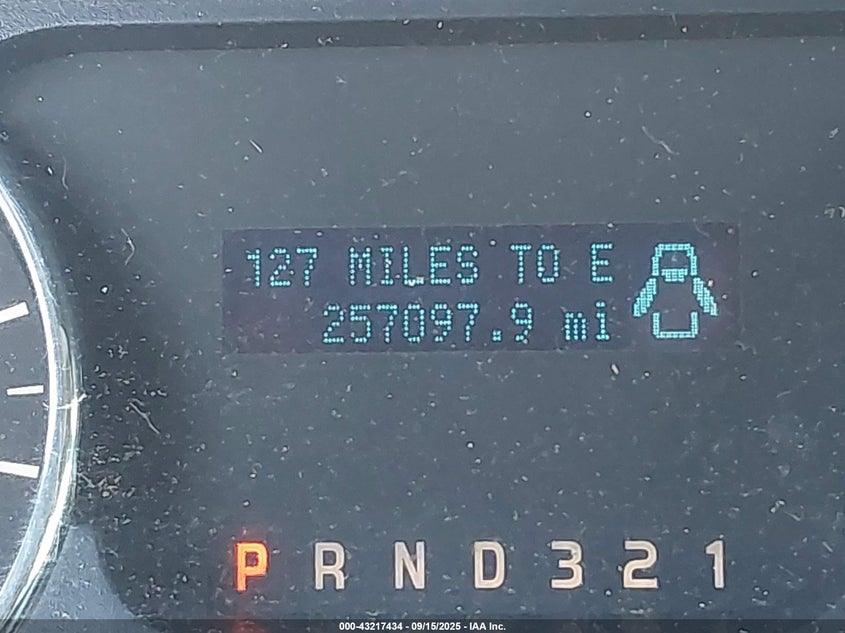 127 MILES TO E
257097.9 mi
P R N D 3 2 1
000-43217434 - 09/15/2025 - IAA Inc.